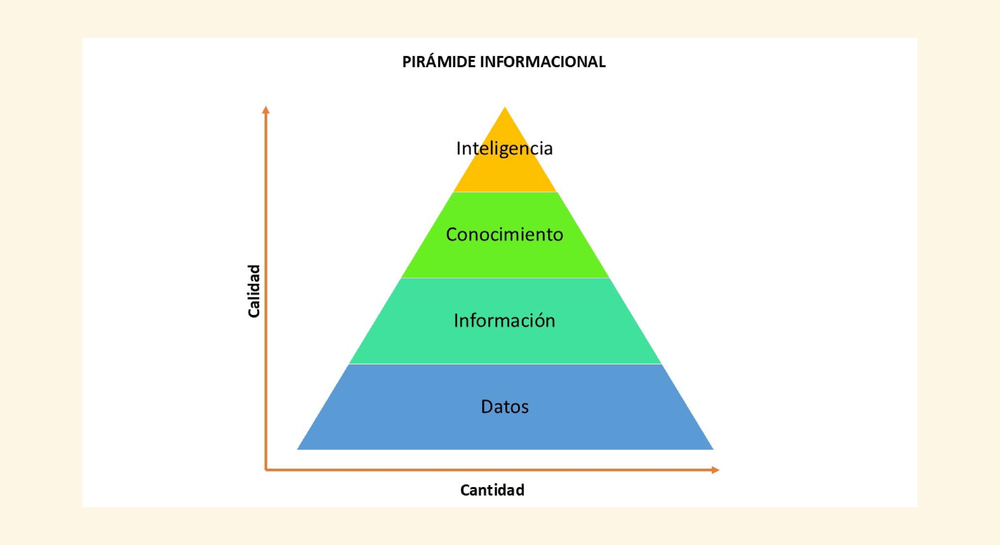 PIRÁMIDE INFORMACIONAL
Inteligencia
Conocimiento
Información
Datos
Calidad
Cantidad